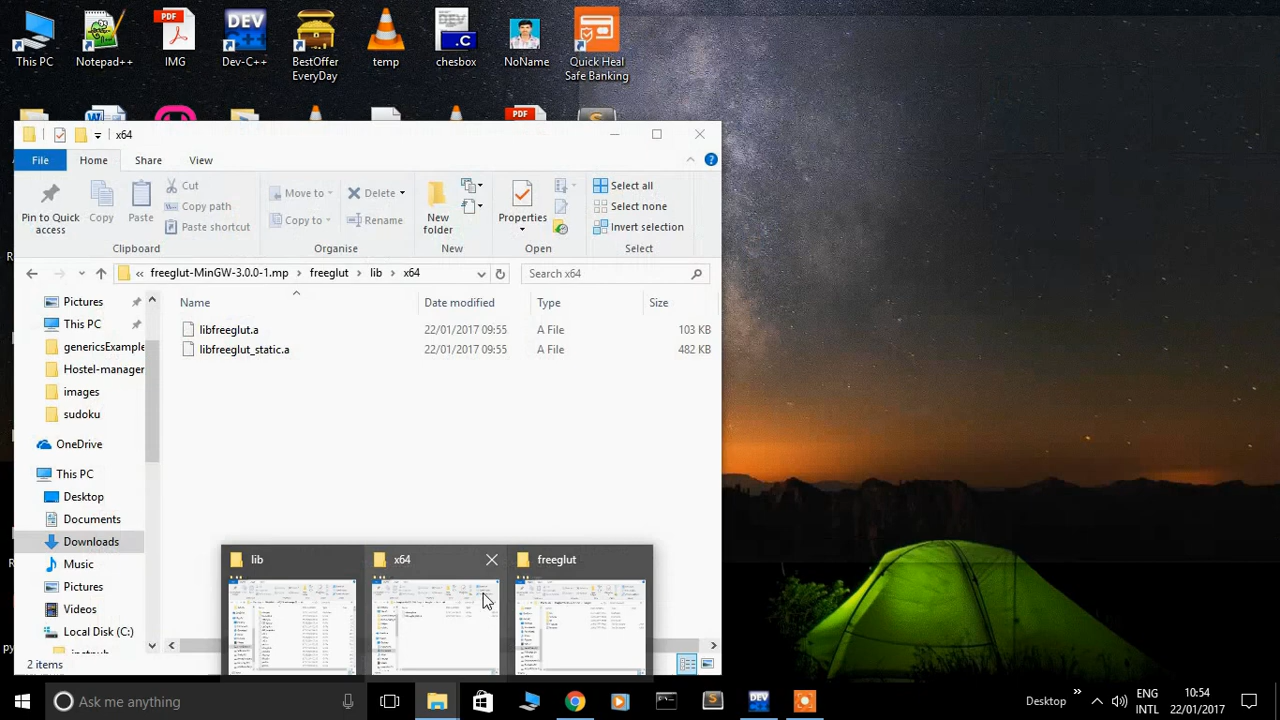 This PC
Notepad++
IMG
Dev-C++
BestOffer EveryDay
temp
chesbox
NoName
Quick Heal Safe Banking
x64
File
Home
Share
View
Pin to Quick access
Copy
Paste
Cut
Copy path
Paste shortcut
Move to
Copy to
Delete
Rename
New folder
Properties
Select all
Select none
Invert selection
Clipboard
Organise
New
Open
Select
« freeglut-MinGW-3.0.0-1.mp > freeglut > lib > x64
Search x64
Name
Date modified
Type
Size
libfreeglut.a
22/01/2017 09:55
A File
103 KB
libfreeglut_static.a
22/01/2017 09:55
A File
482 KB
Pictures
This PC
genericsExample
Hostel-manager
images
sudoku
OneDrive
This PC
Desktop
Documents
Downloads
Music
Pictures
Videos
Local Disk (C:)
2 items
lib
x64
freeglut
Ask me anything
Desktop
ENG
INTL
10:34
22/01/2017